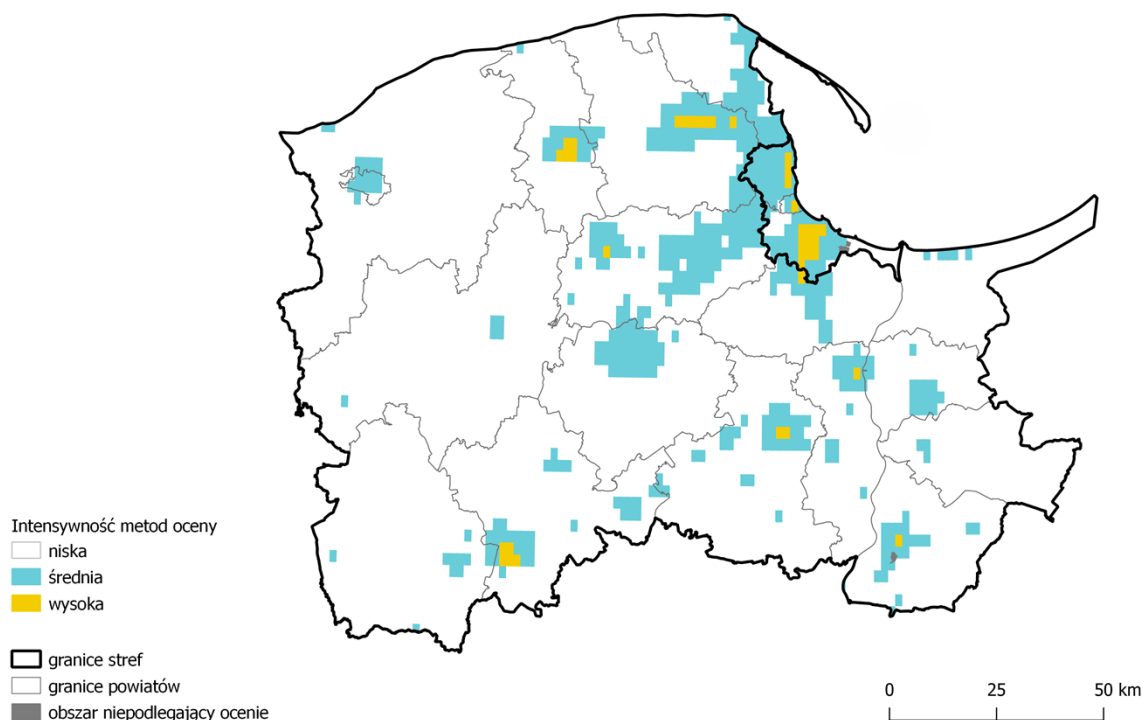 Intensywność metod oceny
niska
średnia
wysoka
granice stref
granice powiatów
obszar niepodlegający ocenie
0 25 50 km